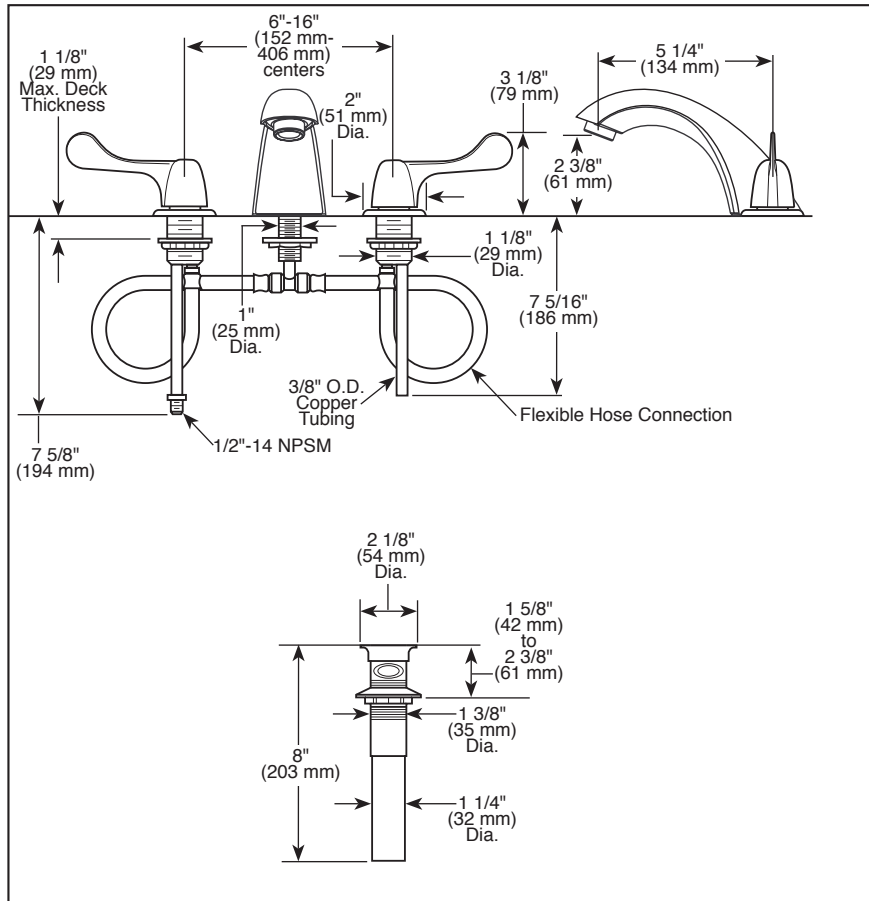 6"-16"
(152 mm-
406 mm)
centers
1 1/8"
(29 mm)
Max. Deck
Thickness
2"
(51 mm)
Dia.
3 1/8"
(79 mm)
5 1/4"
(134 mm)
2 3/8"
(61 mm)
1"
(25 mm)
Dia.
1 1/8"
(29 mm)
Dia.
7 5/16"
(186 mm)
3/8" O.D.
Copper
Tubing
Flexible Hose Connection
1/2"-14 NPSM
7 5/8"
(194 mm)
2 1/8"
(54 mm)
Dia.
1 5/8"
(42 mm)
to
2 3/8"
(61 mm)
1 3/8"
(35 mm)
Dia.
8"
(203 mm)
1 1/4"
(32 mm)
Dia.